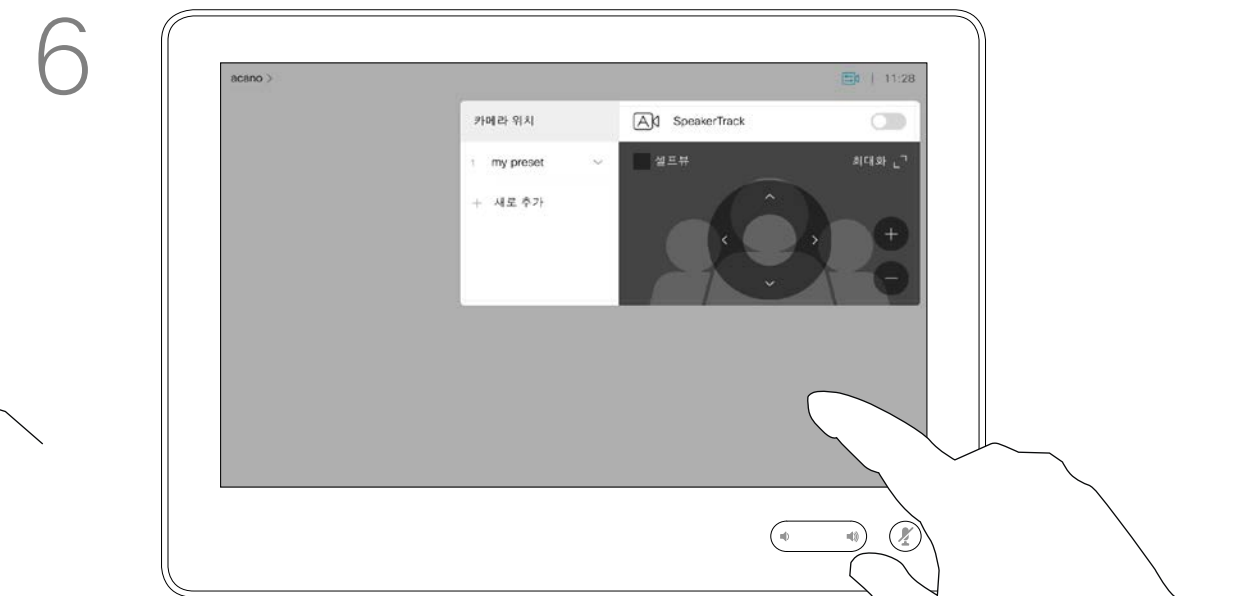 6
acano >
11:28
카메라 위치
SpeakerTrack
1 my preset
셀프뷰
최대화
+ 새로 추가